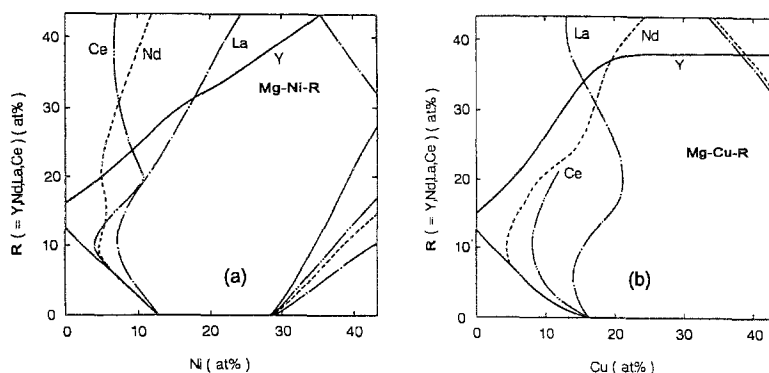 Ce
Nd
La
Y
Mg-Ni-R
(a)
R ( = Y,Nd,La,Ce) ( at%)
40
30
20
10
0
0
10
20
30
40
Ni ( at%)
La
Nd
Y
Ce
Mg-Cu-R
(b)
R ( = Y,Nd,La,Ce) ( at%)
40
30
20
10
0
0
10
20
30
40
Cu ( at%)